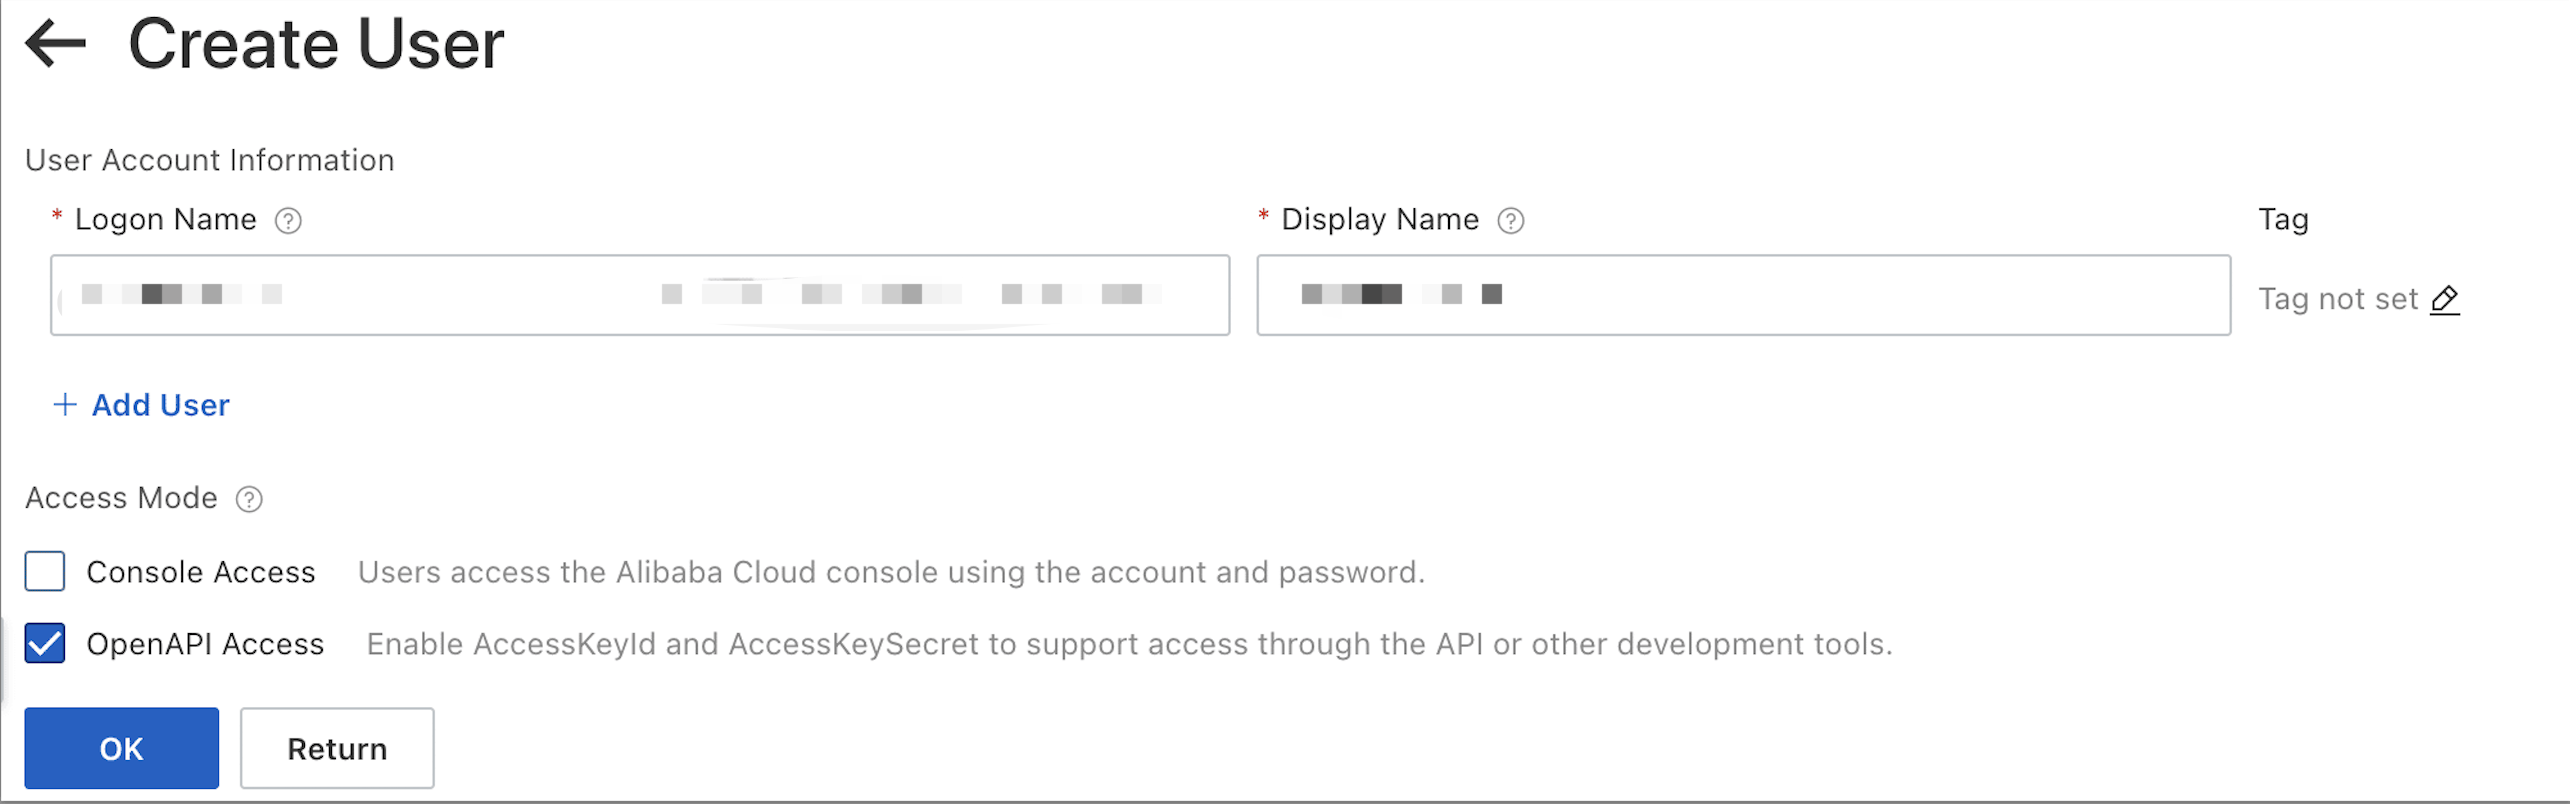 Create User
User Account Information
* Logon Name
* Display Name
Tag
Tag not set
+ Add User
Access Mode
Console Access Users access the Alibaba Cloud console using the account and password.
OpenAPI Access Enable AccessKeyId and AccessKeySecret to support access through the API or other development tools.
OK Return